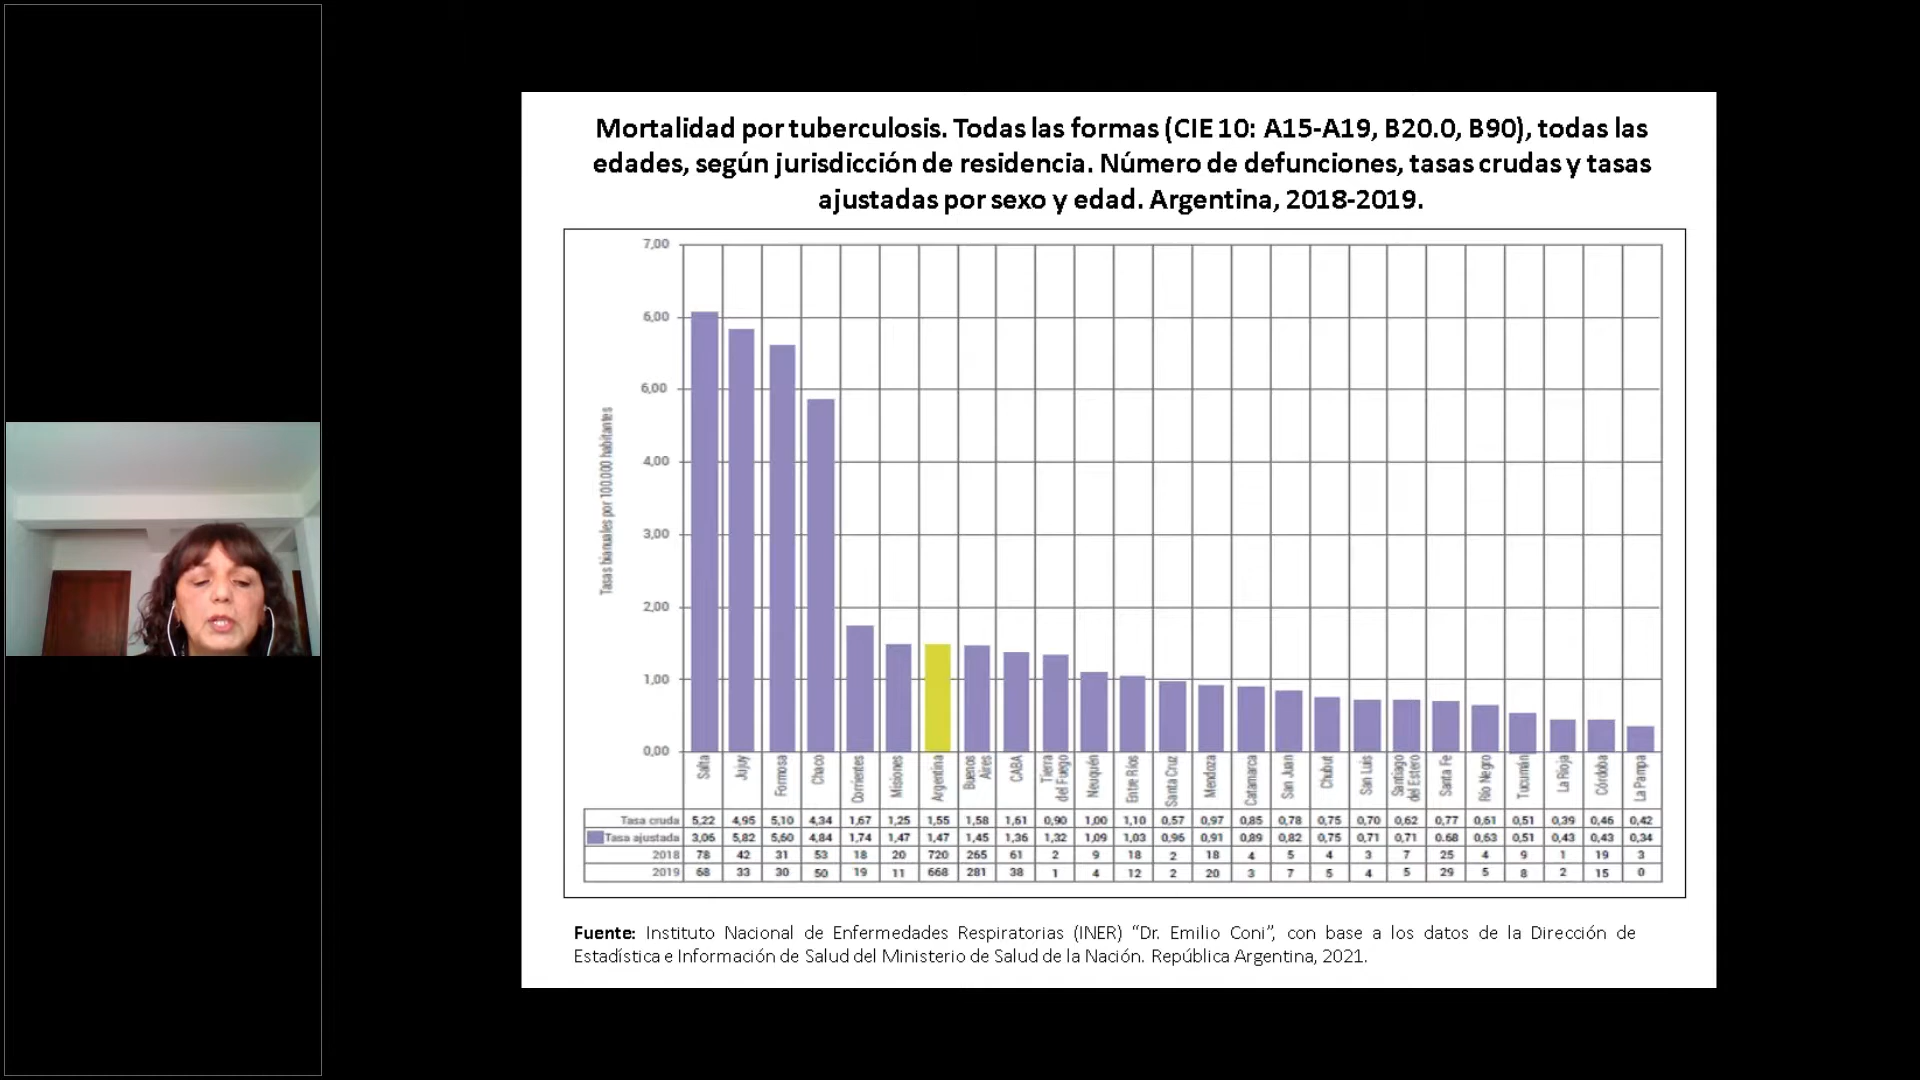 Mortalidad por tuberculosis. Todas las formas (CIE 10: A15-A19, B20.0, B90), todas las
edades, según jurisdicción de residencia. Número de defunciones, tasas crudas y tasas
ajustadas por sexo y edad. Argentina, 2018-2019.
Tasas bianuales por 100.000 habitantes
7,00
6,00
6,00
4,00
3,00
2,00
1,00
0,00
Salta
Jujuy
Formosa
Chaco
Corrientes
Misiones
Argentina
Buenos
Aires
CABA
Tierra
del Fuego
Neuquén
Entre Ríos
Santa Cruz
Mendoza
Catamarca
San Juan
Chubut
San Luis
Santiago
del Estero
Santa Fe
Río Negro
Tucumán
La Rioja
Córdoba
La Pampa
Tasa cruda 5,22 4,95 5,10 4,34 1,67 1,25 1,55 1,58 1,61 0,90 1,00 1,10 0,57 0,97 0,85 0,78 0,75 0,70 0,62 0,77 0,61 0,51 0,39 0,46 0,42
Tasa ajustada 3,06 5,82 5,60 4,84 1,74 1,47 1,47 1,45 1,36 1,32 1,09 1,03 0,96 0,91 0,89 0,82 0,75 0,71 0,71 0.68 0,63 0,51 0,43 0,43 0,34
2018 78 42 31 53 18 20 720 265 61 2 9 18 2 18 4 5 4 3 7 25 4 9 1 19 3
2019 68 33 30 50 19 11 668 281 38 1 4 12 2 20 3 7 5 4 5 29 5 8 2 15 0
Fuente: Instituto Nacional de Enfermedades Respiratorias (INER) “Dr. Emilio Coni”, con base a los datos de la Dirección de
Estadística e Información de Salud del Ministerio de Salud de la Nación. República Argentina, 2021.